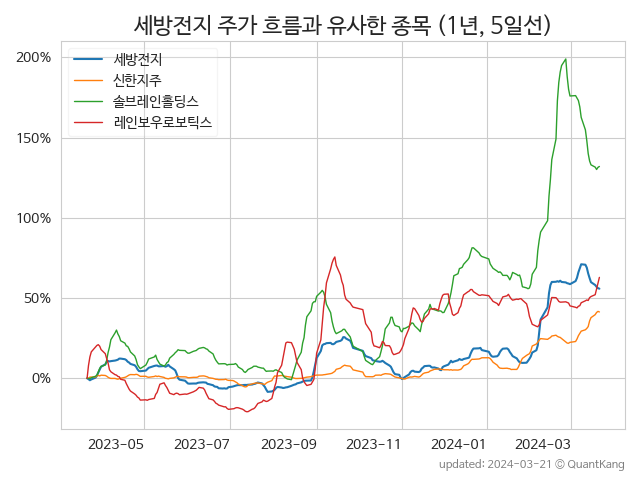 세방전지 주가 흐름과 유사한 종목 (1년, 5일선)
세방전지
신한지주
솔브레인홀딩스
레인보우로보틱스
200%
150%
100%
50%
0%
2023-05 2023-07 2023-09 2023-11 2024-01 2024-03
updated: 2024-03-21 © QuantKang